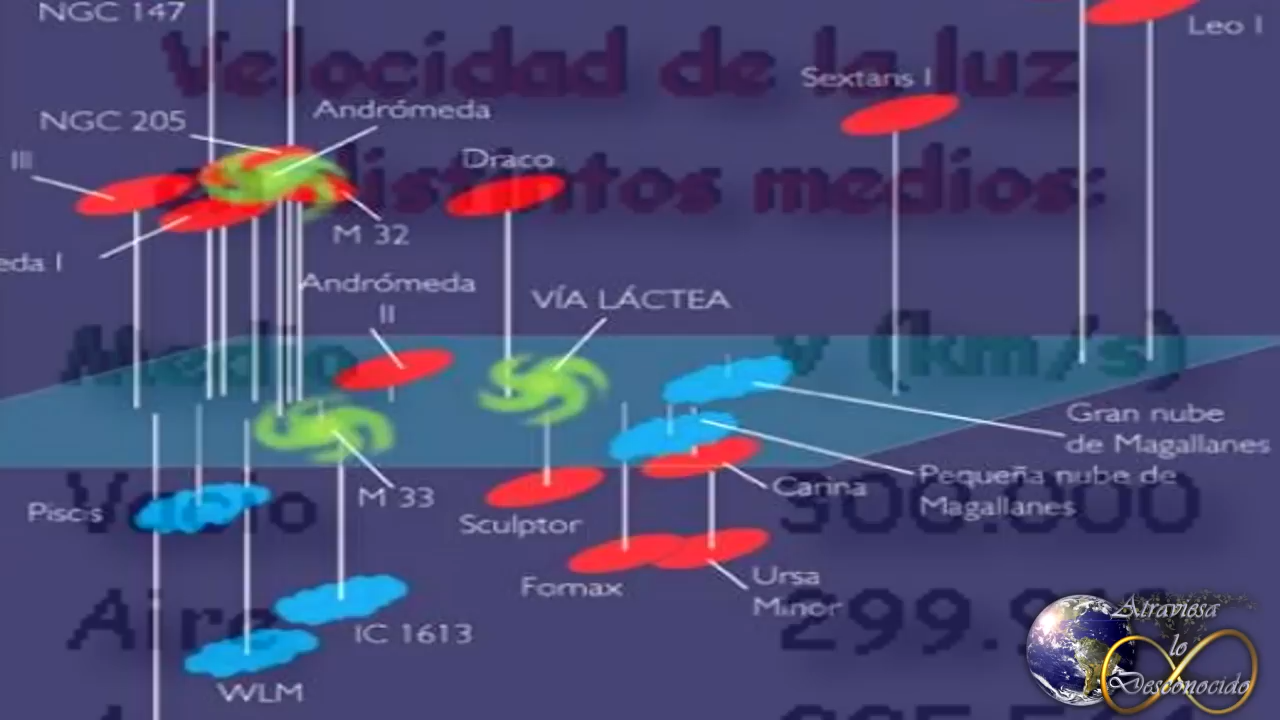 NGC 147
Leo I
Velocidad de la luz
Sextans I
Andrómeda
NGC 205
III
Draco
distintos medios:
M 32
eda I
Andrómeda
II
VÍA LÁCTEA
Medio
v (km/s)
Gran nube
de Magallanes
Pequeña nube de
Magallanes
Carina
M 33
Piscis
Vacío
300.000
Sculptor
Fornax
Ursa
Minor
Aire
IC 1613
WLM
Atraviesa
lo
Desconocido